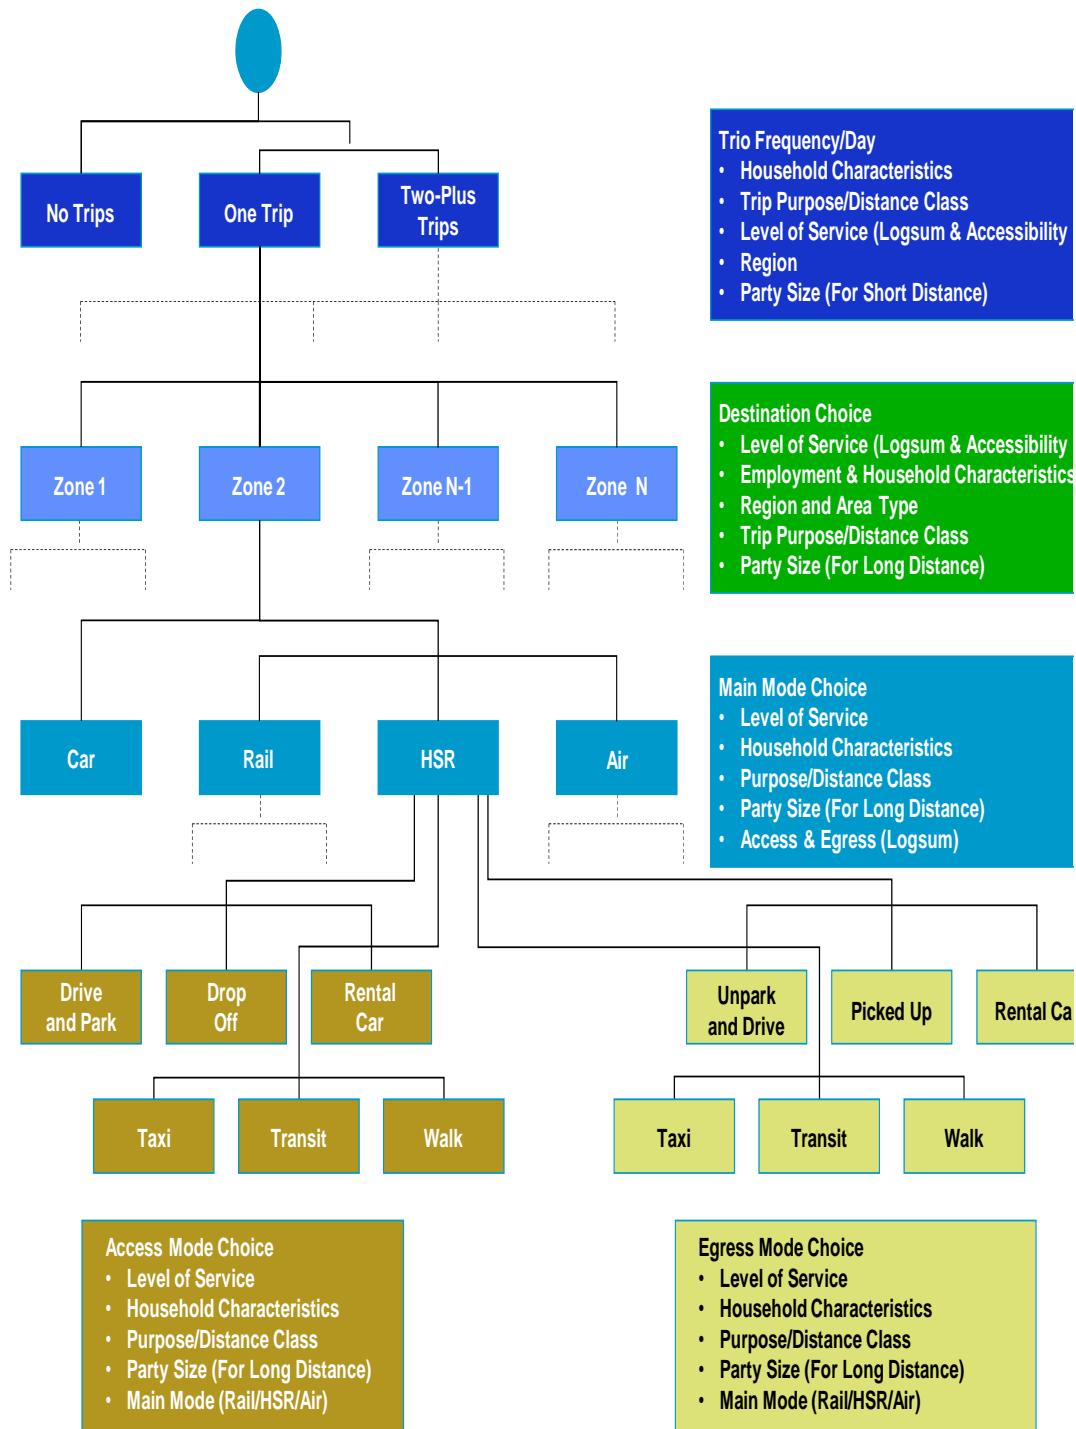 Trio Frequency/Day
• Household Characteristics
• Trip Purpose/Distance Class
• Level of Service (Logsum & Accessibility
• Region
• Party Size (For Short Distance)
No Trips
One Trip
Two-Plus
Trips
Destination Choice
• Level of Service (Logsum & Accessibility
• Employment & Household Characteristics
• Region and Area Type
• Trip Purpose/Distance Class
• Party Size (For Long Distance)
Zone 1
Zone 2
Zone N-1
Zone N
Main Mode Choice
• Level of Service
• Household Characteristics
• Purpose/Distance Class
• Party Size (For Long Distance)
• Access & Egress (Logsum)
Car
Rail
HSR
Air
Drive
and Park
Drop
Off
Rental
Car
Unpark
and Drive
Picked Up
Rental Ca
Taxi
Transit
Walk
Taxi
Transit
Walk
Access Mode Choice
• Level of Service
• Household Characteristics
• Purpose/Distance Class
• Party Size (For Long Distance)
• Main Mode (Rail/HSR/Air)
Egress Mode Choice
• Level of Service
• Household Characteristics
• Purpose/Distance Class
• Party Size (For Long Distance)
• Main Mode (Rail/HSR/Air)